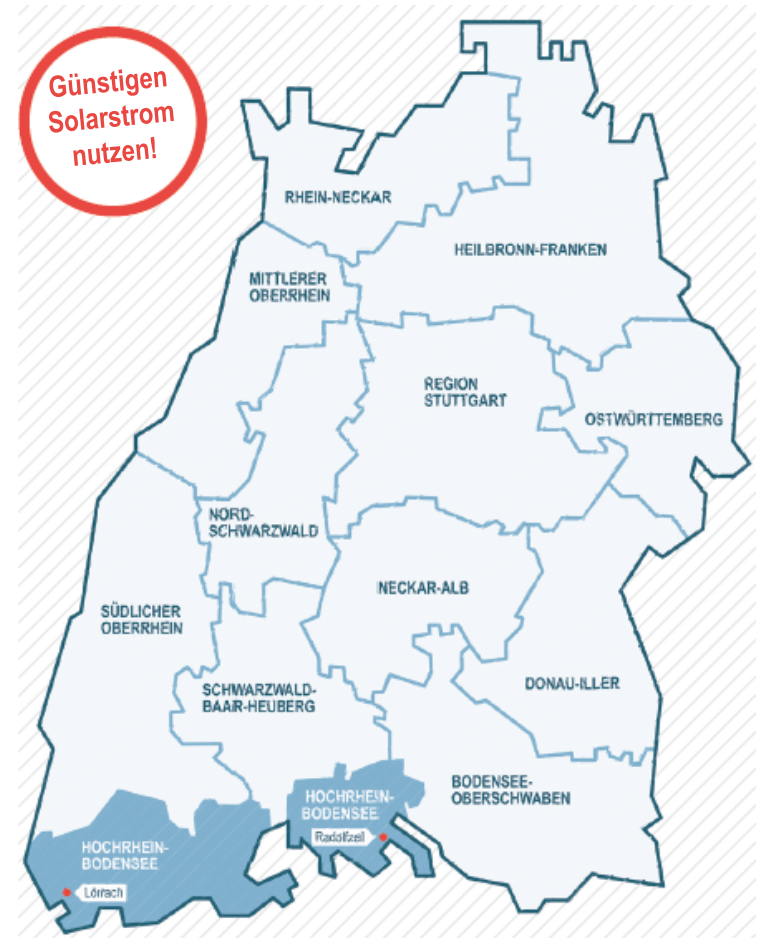 Günstigen
Solarstrom
nutzen!
RHEIN-NECKAR
HEILBRONN-FRANKEN
MITTLERER
OBERRHEIN
REGION
STUTTGART
OSTWÜRTTEMBERG
NORD-
SCHWARZWALD
NECKAR-ALB
SÜDLICHER
OBERRHEIN
DONAU-ILLER
SCHWARZWALD-
BAAR-HEUBERG
BODENSEE-
OBERSCHWABEN
HOCHRHEIN-
BODENSEE
Radolfzell
HOCHRHEIN-
BODENSEE
Lörrach